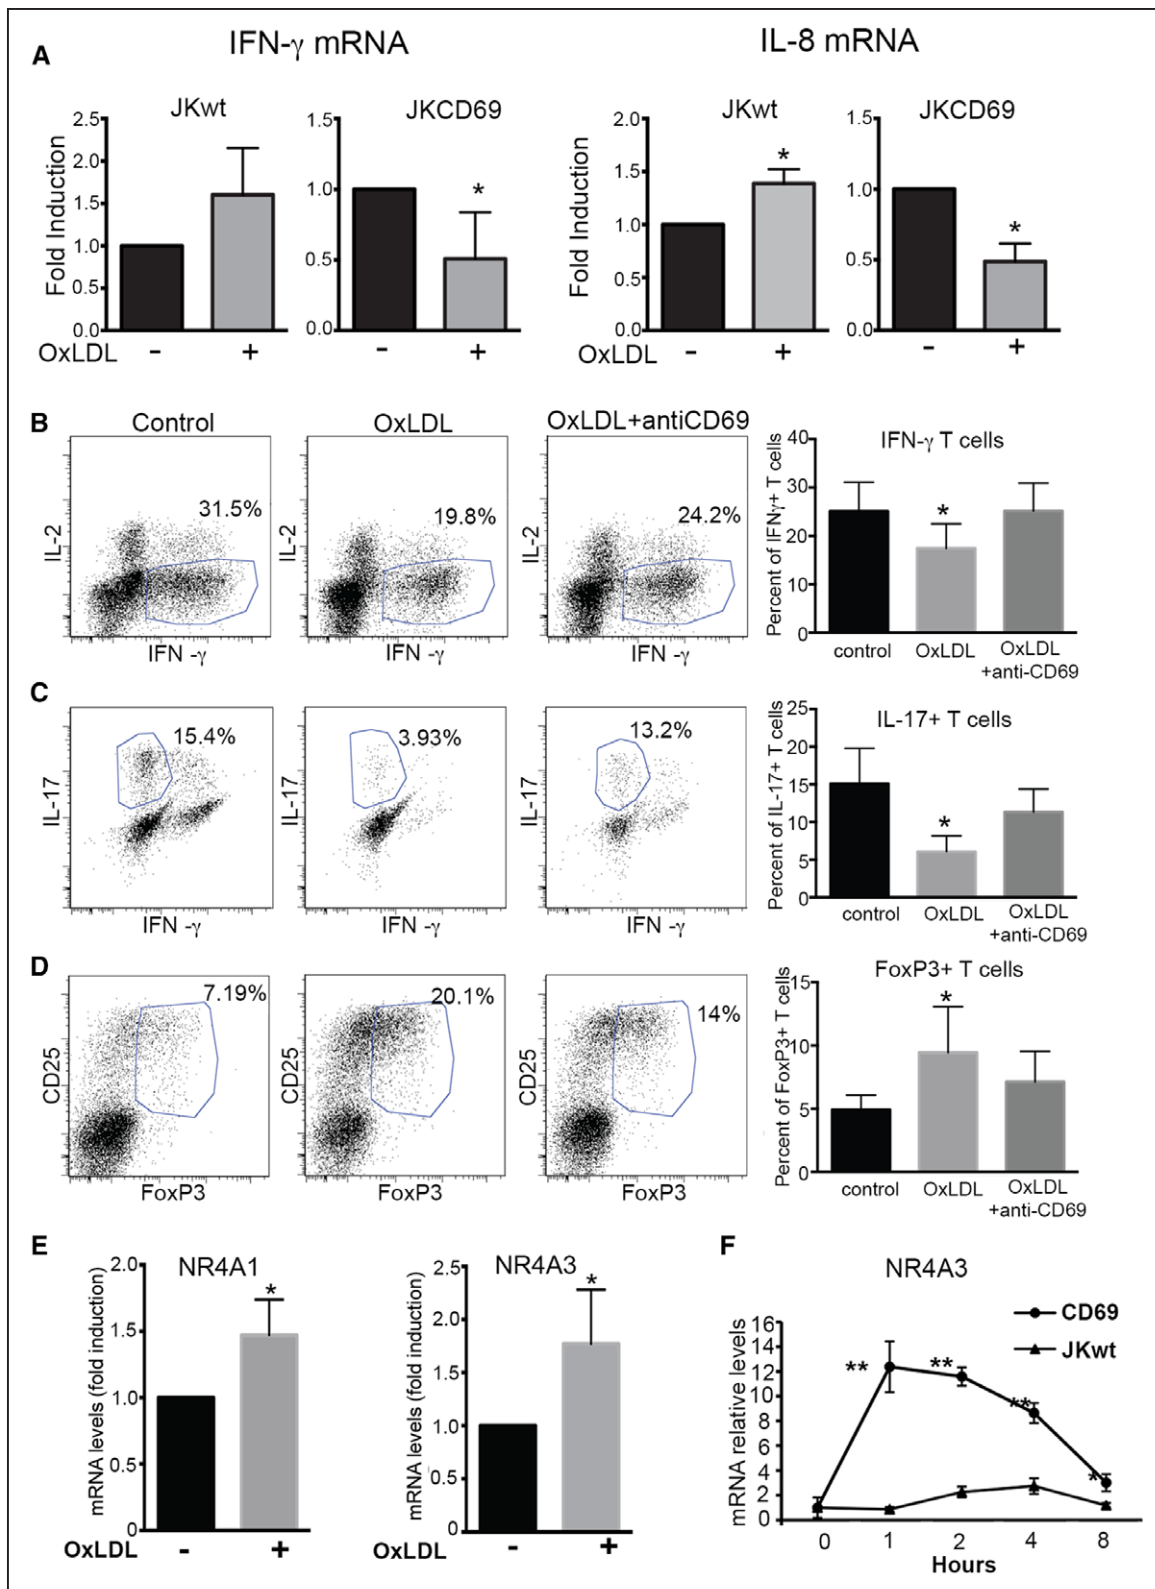 A
IFN-γ mRNA
IL-8 mRNA
JKwt
JKCD69
JKwt
JKCD69
Fold Induction
2.5
2.0
1.5
1.0
0.5
0.0
1.5
1.0
0.5
0.0
*
Fold Induction
2.0
1.5
1.0
0.5
0.0
*
1.5
1.0
0.5
0.0
*
OxLDL - + - + - + - +
B
Control
OxLDL
OxLDL+antiCD69
IL-2
31.5%
IFN -γ
IL-2
19.8%
IFN -γ
IL-2
24.2%
IFN -γ
IFN-γ T cells
Percent of IFNγ+ T cells
40
30
20
10
0
*
control
OxLDL
OxLDL
+anti-CD69
C
IL-17
15.4%
IFN -γ
IL-17
3.93%
IFN -γ
IL-17
13.2%
IFN -γ
IL-17+ T cells
Percent of IL-17+ T cells
25
20
15
10
5
0
*
control
OxLDL
OxLDL
+anti-CD69
D
CD25
7.19%
FoxP3
CD25
20.1%
FoxP3
CD25
14%
FoxP3
FoxP3+ T cells
Percent of FoxP3+ T cells
15
10
5
0
*
control
OxLDL
OxLDL
+anti-CD69
E
NR4A1
mRNA levels (fold induction)
2.0
1.5
1.0
0.5
0
*
OxLDL - +
NR4A3
mRNA levels (fold induction)
2.5
2.0
1.5
1.0
0.5
0
*
OxLDL - +
F
NR4A3
CD69
JKwt
mRNA relative levels
16
14
12
10
8
6
4
2
0
**
**
**
*
0 1 2 4 8
Hours